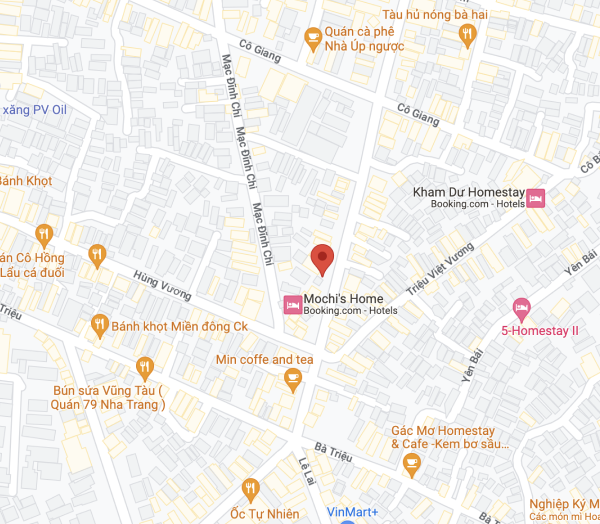 Tàu hủ nóng bà hai
Quán cà phê
Nhà Úp ngược
Cô Giang
Mạc Đĩnh Chi
Cô Giang
xăng PV Oil
Mạc Đĩnh Chi
Cô Bắ
Bánh Khọt
Kham Dư Homestay
Booking.com - Hotels
Mạc Đĩnh Chi
án Cô Hồng
Lẩu cá đuối
Triệu Việt Vương
Yên Bái
Hùng Vương
Mochi's Home
Booking.com - Hotels
Triệu
Bánh khọt Miền đông Ck
5-Homestay II
Min coffe and tea
Yên Bái
Bún sứa Vũng Tàu (
Quán 79 Nha Trang )
Gác Mơ Homestay
& Cafe -Kem bơ sầu...
Bà Triệu
Lê Lai
Ốc Tự Nhiên
VinMart+
Bà Tr
Nghiệp Ký M
Các món mì Hoa